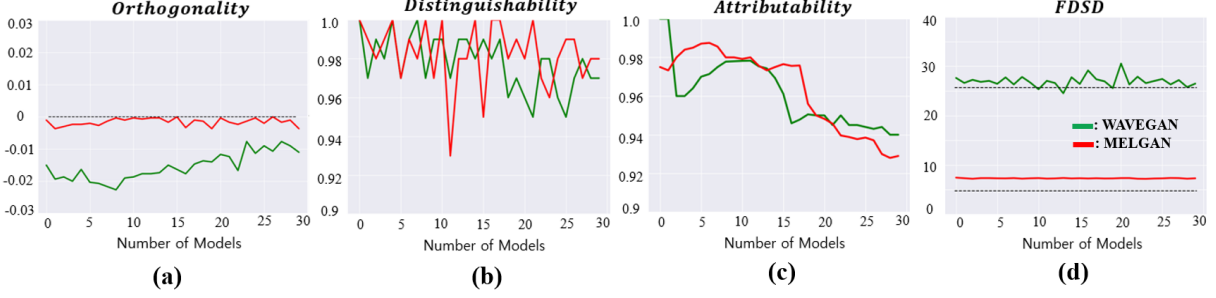 Orthogonality
0.03
0.02
0.01
0
-0.01
-0.02
-0.03
0 5 10 15 20 25 30
Number of Models
(a)
Distinguishability
1.0
0.98
0.96
0.94
0.92
0.9
0 5 10 15 20 25 30
Number of Models
(b)
Attributability
1.0
0.98
0.96
0.94
0.92
0.9
0 5 10 15 20 25 30
Number of Models
(c)
FDSD
40
30
20
10
0
: WAVEGAN
: MELGAN
0 5 10 15 20 25 30
Number of Models
(d)